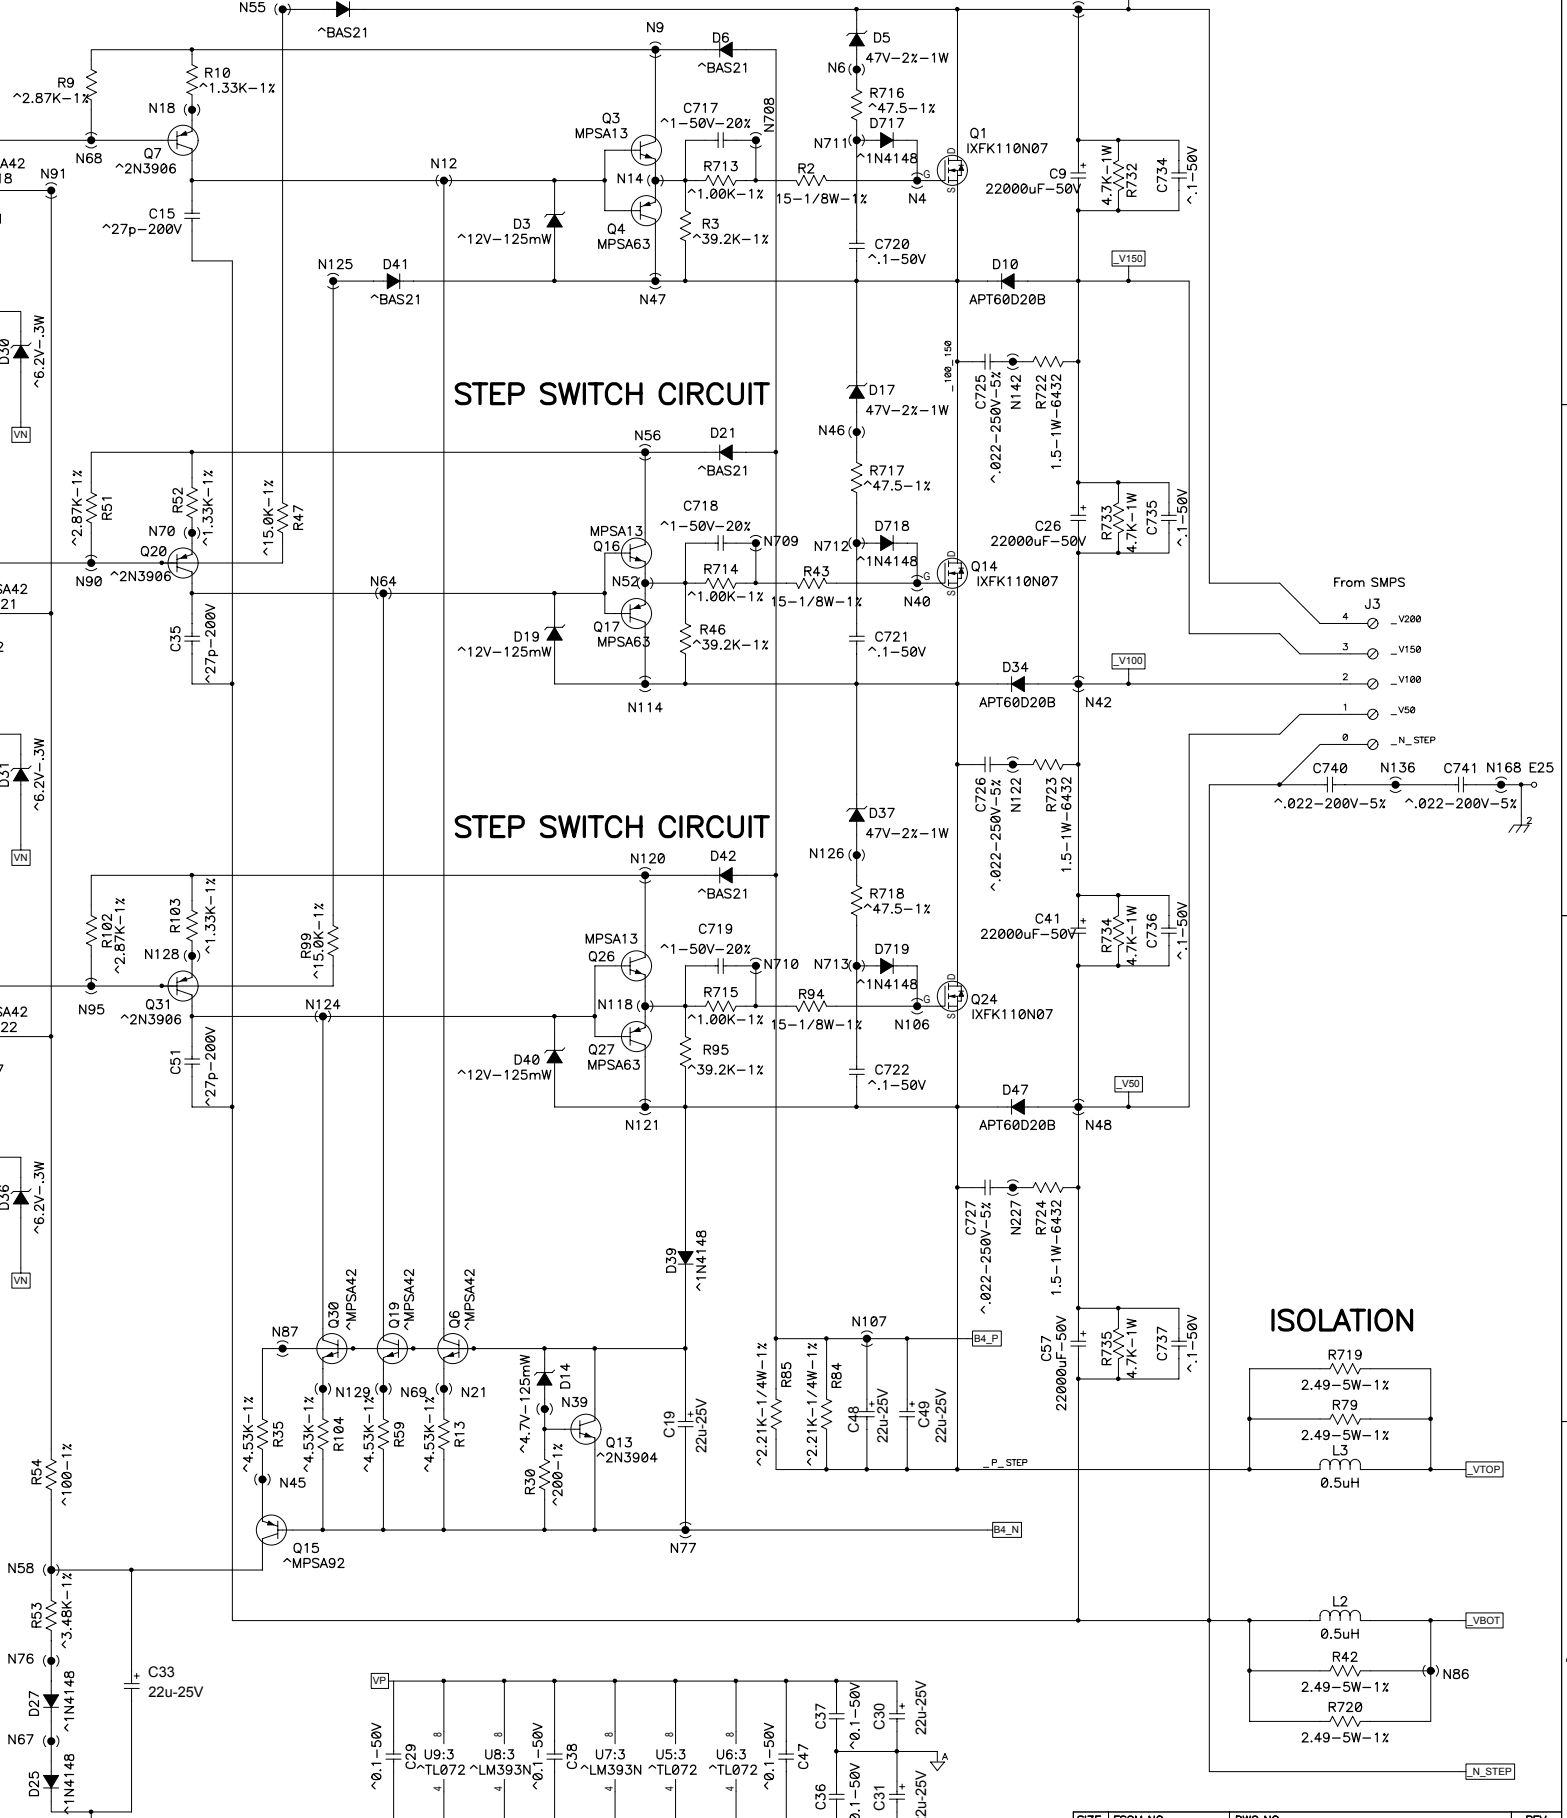 N55
^BAS21
N9
D6
^BAS21
D5
47V-2%-1W
N6
R9
^2.87K-1%
R10
^1.33K-1%
N18
R716
^47.5-1%
C717
^1-50V-20%
N708
D717
^1N4148
N711
Q3
MPSA13
Q1
IXFK110N07
N68
Q7
^2N3906
N91
N12
N14
R713
^1.00K-1%
R2
15-1/8W-1%
G
D
S
N4
C9
22000uF-50V
4.7K-1W
R732
C734
^.1-50V
C15
^27p-200V
D3
^12V-125mW
Q4
MPSA63
R3
^39.2K-1%
C720
^.1-50V
N125
D41
^BAS21
N47
D10
APT60D20B
_V150
D30
^6.2V-.3W
VN
STEP SWITCH CIRCUIT
_100_150
C725
^.022-250V-5%
N142
R722
1.5-1W-6432
D17
47V-2%-1W
N46
N56
D21
^BAS21
R51
^2.87K-1%
R52
^1.33K-1%
N70
R47
^15.0K-1%
R717
^47.5-1%
C718
^1-50V-20%
N709
D718
^1N4148
N712
MPSA13
Q16
Q20
^2N3906
N90
N64
N52
R714
^1.00K-1%
R43
15-1/8W-1%
G
D
S
N40
Q14
IXFK110N07
C26
22000uF-50V
R733
4.7K-1W
C735
^.1-50V
C35
^27p-200V
D19
^12V-125mW
Q17
MPSA63
R46
^39.2K-1%
C721
^.1-50V
N114
D34
APT60D20B
N42
_V100
From SMPS
J3
4 _V200
3 _V150
2 _V100
1 _V50
0 _N_STEP
C740
^.022-200V-5%
N136
C741
^.022-200V-5%
N168
E25
2
D31
^6.2V-.3W
VN
STEP SWITCH CIRCUIT
C726
^.022-250V-5%
N122
R723
1.5-1W-6432
D37
47V-2%-1W
N126
N120
D42
^BAS21
R102
^2.87K-1%
R103
^1.33K-1%
N128
R99
^15.0K-1%
R718
^47.5-1%
C719
^1-50V-20%
N710
D719
^1N4148
N713
MPSA13
Q26
N95
Q31
^2N3906
N124
N118
R715
^1.00K-1%
R94
15-1/8W-1%
G
D
S
N106
Q24
IXFK110N07
C41
22000uF-50V
R734
4.7K-1W
C736
^.1-50V
C51
^27p-200V
D40
^12V-125mW
Q27
MPSA63
R95
^39.2K-1%
C722
^.1-50V
N121
D47
APT60D20B
N48
_V50
D36
^6.2V-.3W
VN
C727
^.022-250V-5%
N227
R724
1.5-1W-6432
D39
^1N4148
N87
Q30
^MPSA42
Q19
^MPSA42
Q6
^MPSA42
N107
B4_P
C57
22000uF-50V
R735
4.7K-1W
C737
^.1-50V
ISOLATION
R719
2.49-5W-1%
R79
2.49-5W-1%
L3
0.5uH
_VTOP
R35
^4.53K-1%
N45
N129
R104
^4.53K-1%
N69
R59
^4.53K-1%
N21
R13
^4.53K-1%
^4.7V-125mW
D14
N39
Q13
^2N3904
R30
^200-1%
C19
22u-25V
R85
^2.21K-1/4W-1%
R84
^2.21K-1/4W-1%
C48
22u-25V
C49
22u-25V
_P_STEP
R54
^100-1%
Q15
^MPSA92
N77
B4_N
N58
R53
^3.48K-1%
N76
D27
^1N4148
N67
D25
^1N4148
C33
22u-25V
L2
0.5uH
_VBOT
R42
2.49-5W-1%
N86
R720
2.49-5W-1%
_N_STEP
VP
^0.1-50V
C29
8
U9:3
^TL072
4
8
U8:3
^LM393N
4
^0.1-50V
C38
8
U7:3
^LM393N
4
8
U5:3
^TL072
4
8
U6:3
^TL072
4
^0.1-50V
C47
C37
^0.1-50V
C30
22u-25V
A
C36
C31